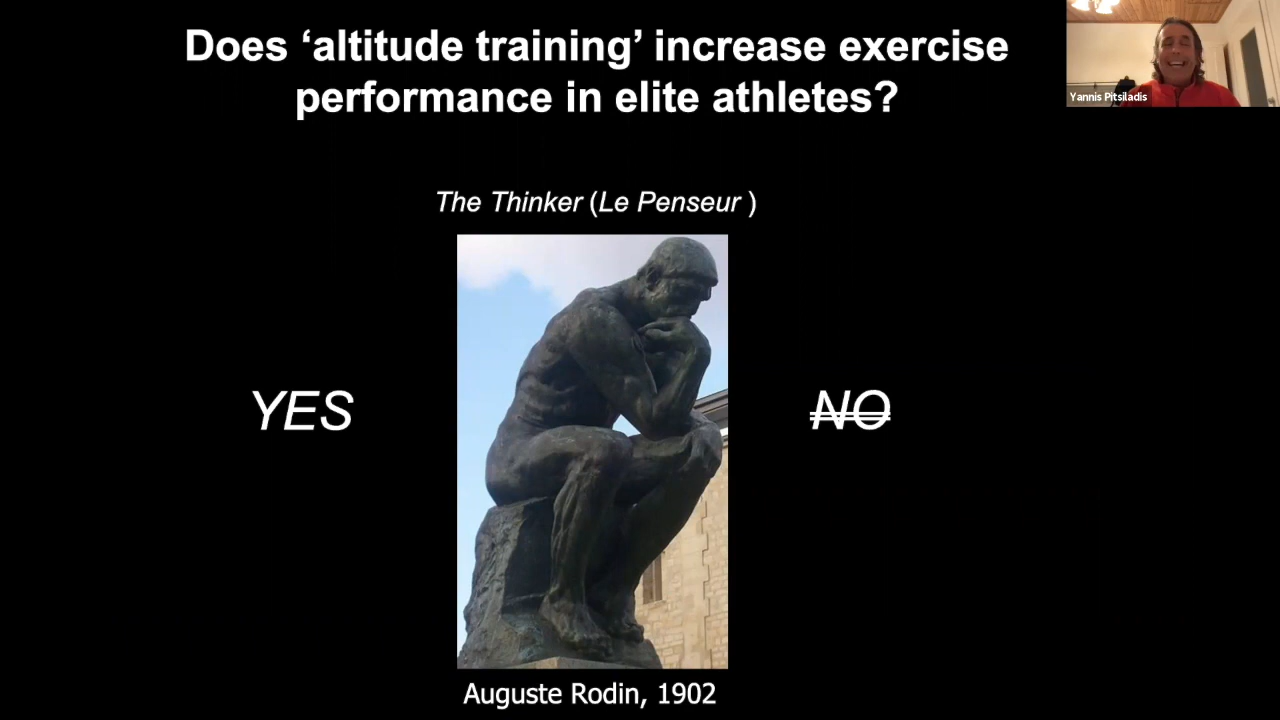 Does ‘altitude training’ increase exercise
performance in elite athletes?
Yannis Pitsiladis
The Thinker (Le Penseur )
YES
NO
Auguste Rodin, 1902